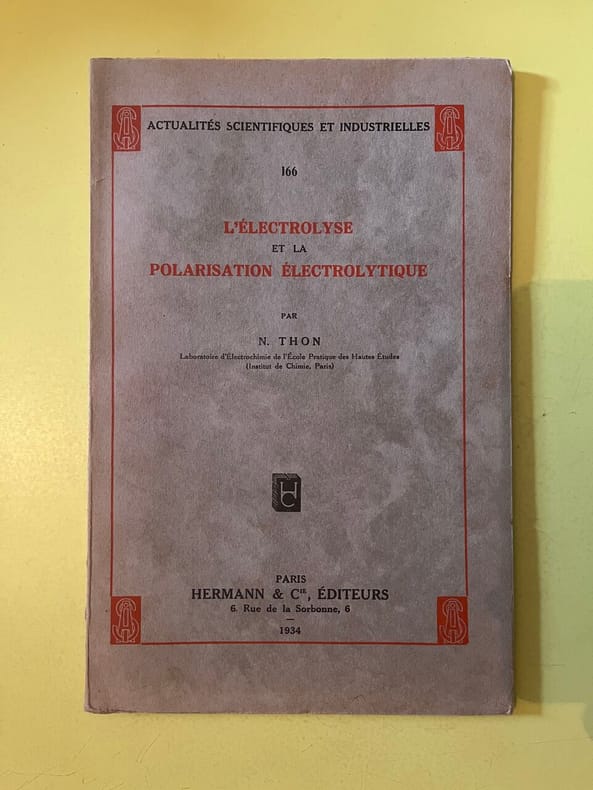 ACTUALITÉS SCIENTIFIQUES ET INDUSTRIELLES
166
L'ÉLECTROLYSE
ET LA
POLARISATION ÉLECTROLYTIQUE
PAR
N. THON
Laboratoire d'Électrochimie de l'École Pratique des Hautes Études
(Institut de Chimie, Paris)
HC
PARIS
HERMANN & Cⁱᴱ, ÉDITEURS
6. Rue de la Sorbonne, 6
1934